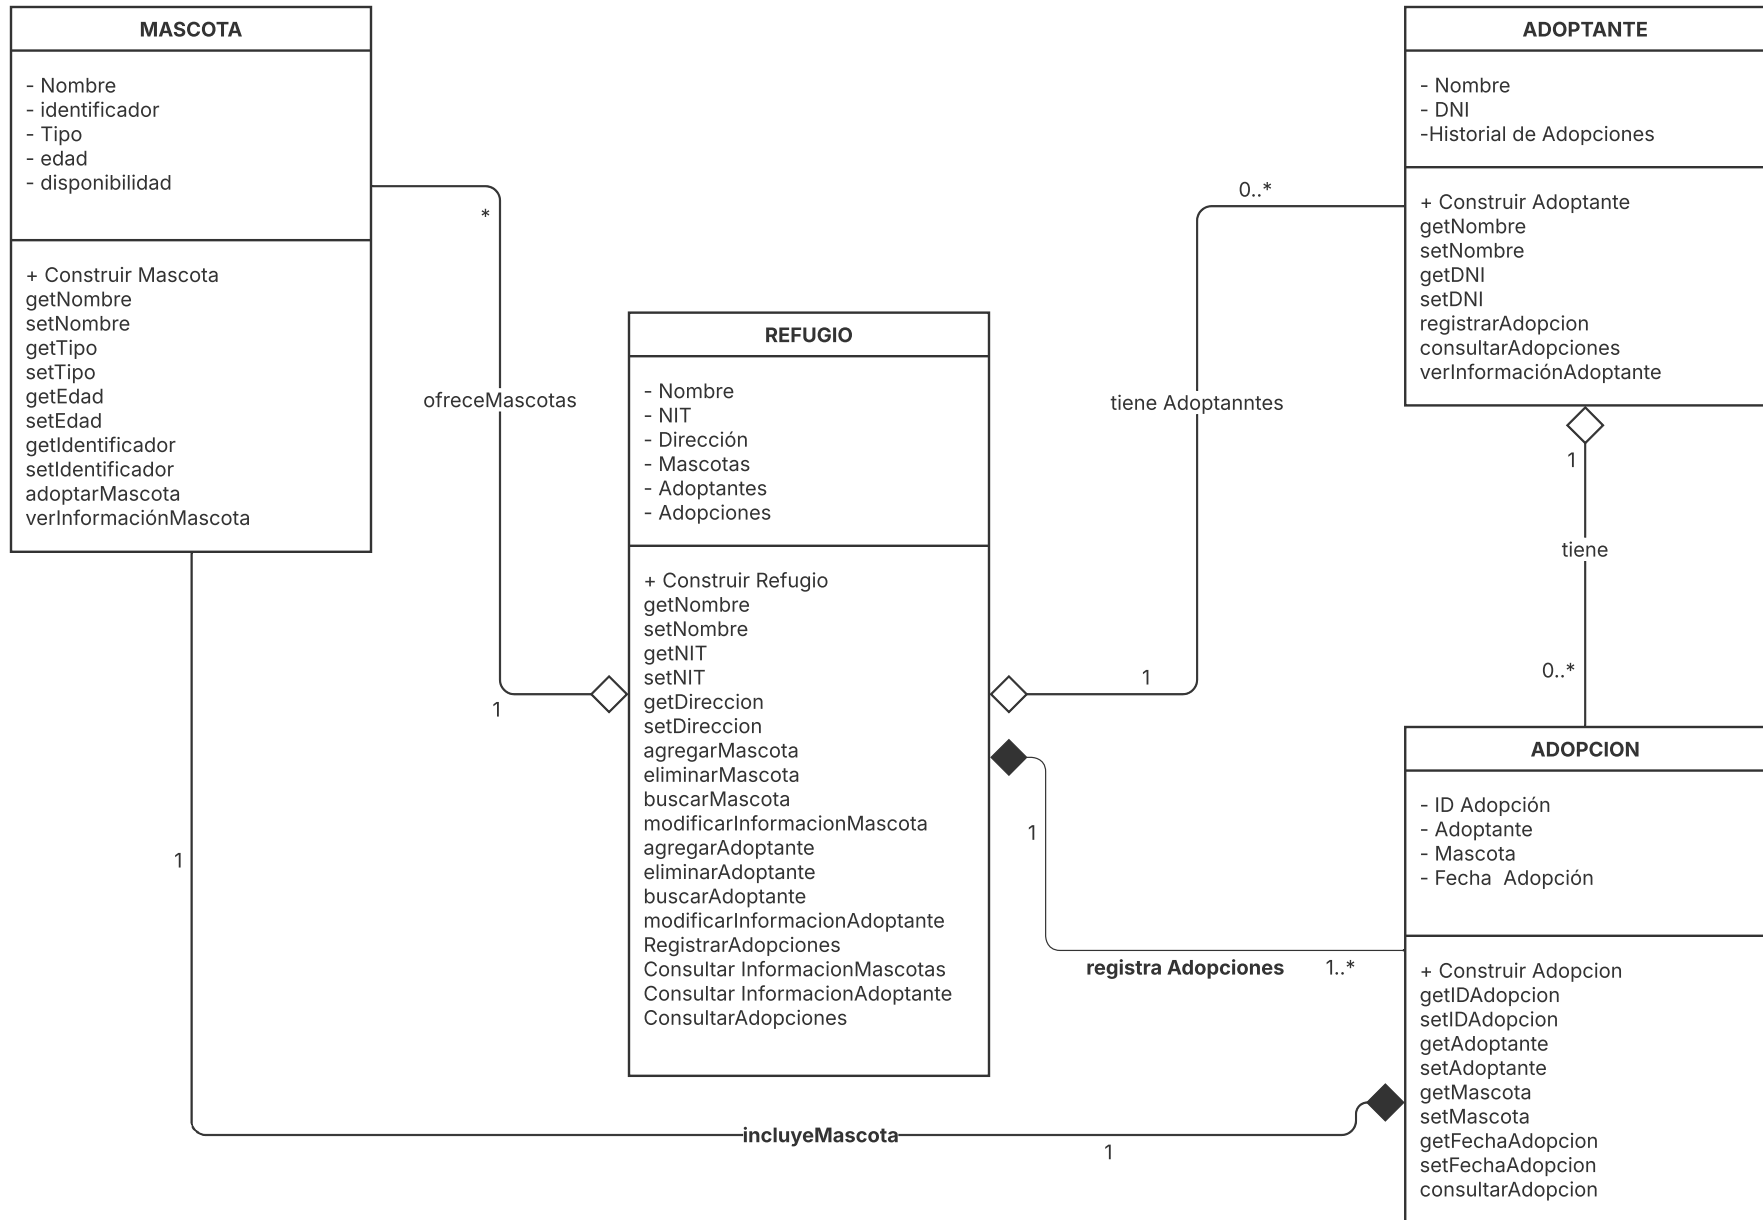 MASCOTA
- Nombre
- identificador
- Tipo
- edad
- disponibilidad
+ Construir Mascota
getNombre
setNombre
getTipo
setTipo
getEdad
setEdad
getIdentificador
setIdentificador
adoptarMascota
verInformaciónMascota
*
ofreceMascotas
1
REFUGIO
- Nombre
- NIT
- Dirección
- Mascotas
- Adoptantes
- Adopciones
+ Construir Refugio
getNombre
setNombre
getNIT
setNIT
getDireccion
setDireccion
agregarMascota
eliminarMascota
buscarMascota
modificarInformacionMascota
agregarAdoptante
eliminarAdoptante
buscarAdoptante
modificarInformacionAdoptante
RegistrarAdopciones
Consultar InformacionMascotas
Consultar InformacionAdoptante
ConsultarAdopciones
0..*
tiene Adoptanntes
1
ADOPTANTE
- Nombre
- DNI
-Historial de Adopciones
+ Construir Adoptante
getNombre
setNombre
getDNI
setDNI
registrarAdopcion
consultarAdopciones
verInformaciónAdoptante
1
tiene
0..*
1
registra Adopciones
1..*
ADOPCION
- ID Adopción
- Adoptante
- Mascota
- Fecha  Adopción
+ Construir Adopcion
getIDAdopcion
setIDAdopcion
getAdoptante
setAdoptante
getMascota
setMascota
getFechaAdopcion
setFechaAdopcion
consultarAdopcion
1
incluyeMascota
1